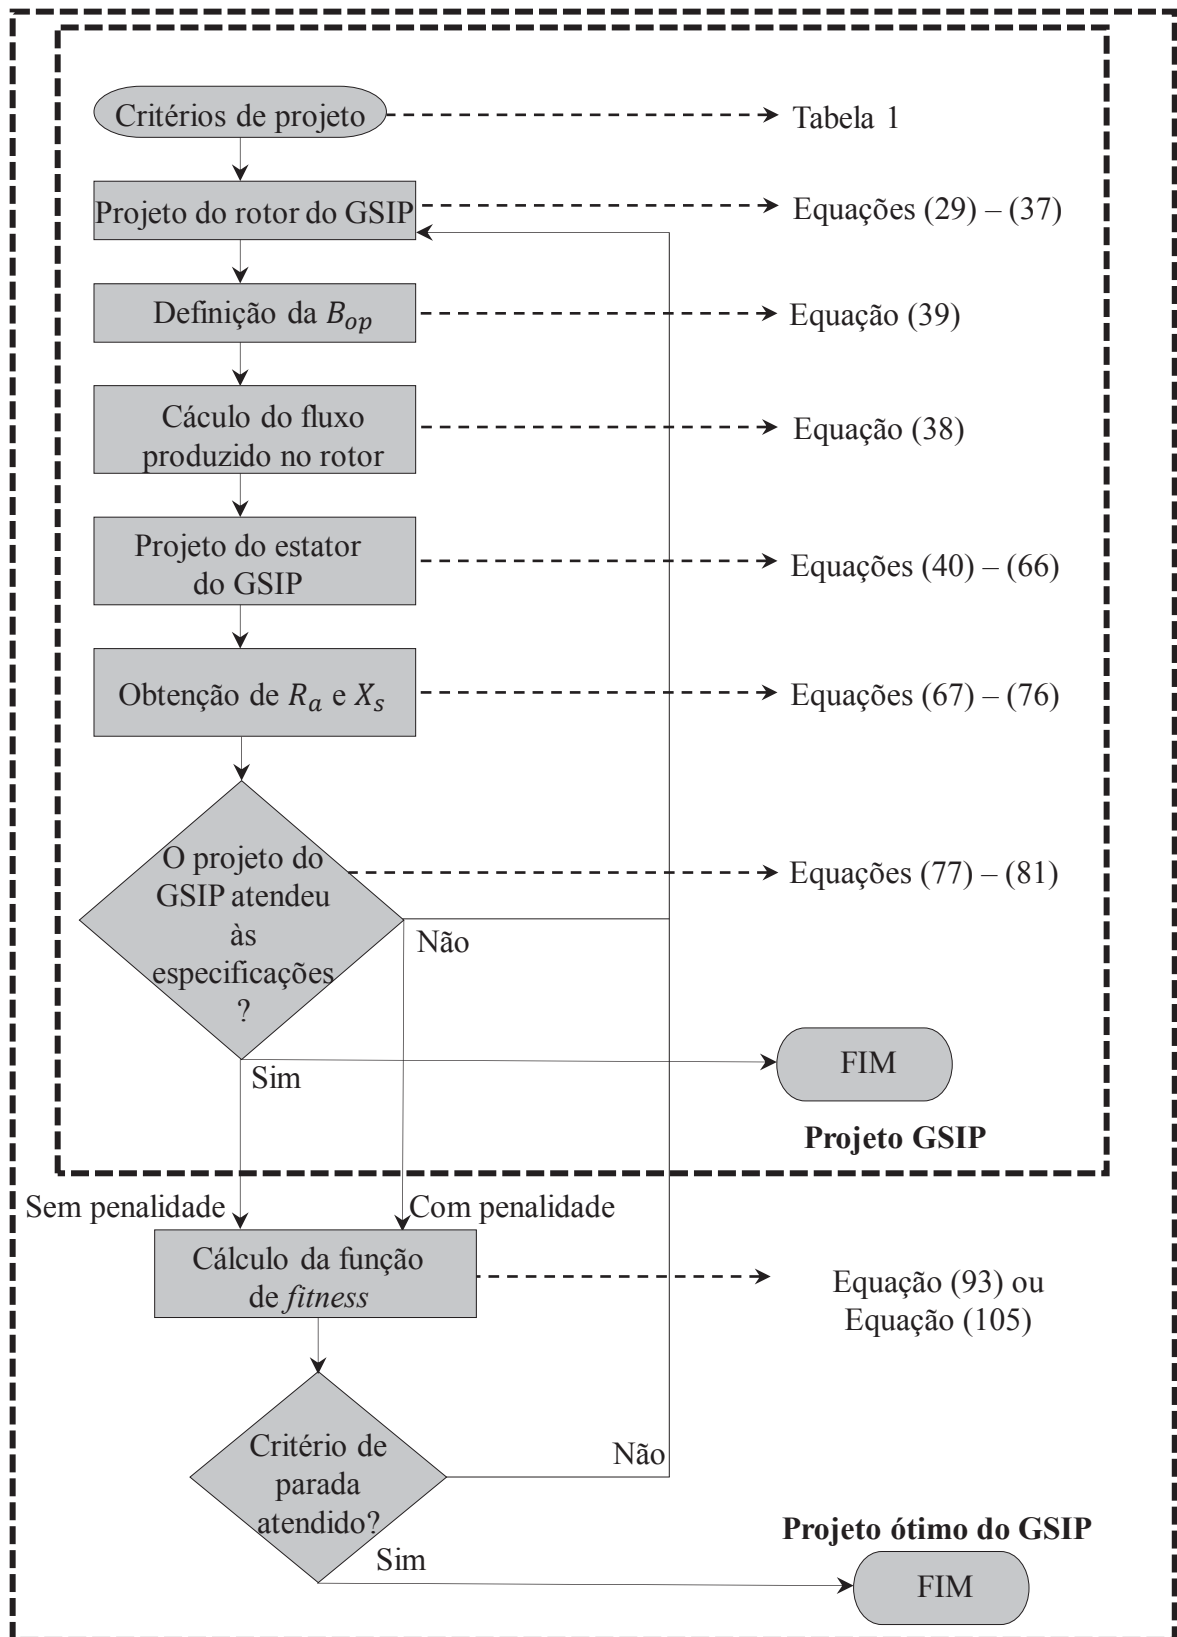 Critérios de projeto
Tabela 1
Projeto do rotor do GSIP
Equações (29) – (37)
Definição da B_op
Equação (39)
Cáculo do fluxo
produzido no rotor
Equação (38)
Projeto do estator
do GSIP
Equações (40) – (66)
Obtenção de R_a e X_s
Equações (67) – (76)
O projeto do
GSIP atendeu
às
especificações
?
Equações (77) – (81)
Não
Sim
FIM
Projeto GSIP
Sem penalidade
Com penalidade
Cálculo da função
de fitness
Equação (93) ou
Equação (105)
Critério de
parada
atendido?
Não
Sim
Projeto ótimo do GSIP
FIM